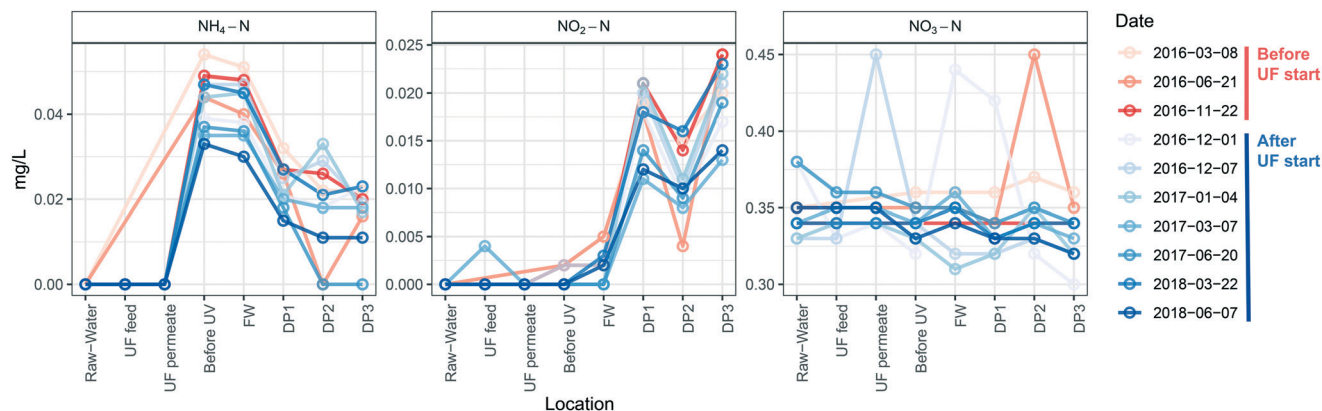 NH₄−N
NO₂−N
NO₃−N
Date
mg/L
0.04
0.02
0.00
0.025
0.020
0.015
0.010
0.005
0.000
0.45
0.40
0.35
0.30
2016−03−08
2016−06−21
2016−11−22
2016−12−01
2016−12−07
2017−01−04
2017−03−07
2017−06−20
2018−03−22
2018−06−07
Before
UF start
After
UF start
Raw−Water
UF feed
UF permeate
Before UV
FW
DP1
DP2
DP3
Raw−Water
UF feed
UF permeate
Before UV
FW
DP1
DP2
DP3
Raw−Water
UF feed
UF permeate
Before UV
FW
DP1
DP2
DP3
Location